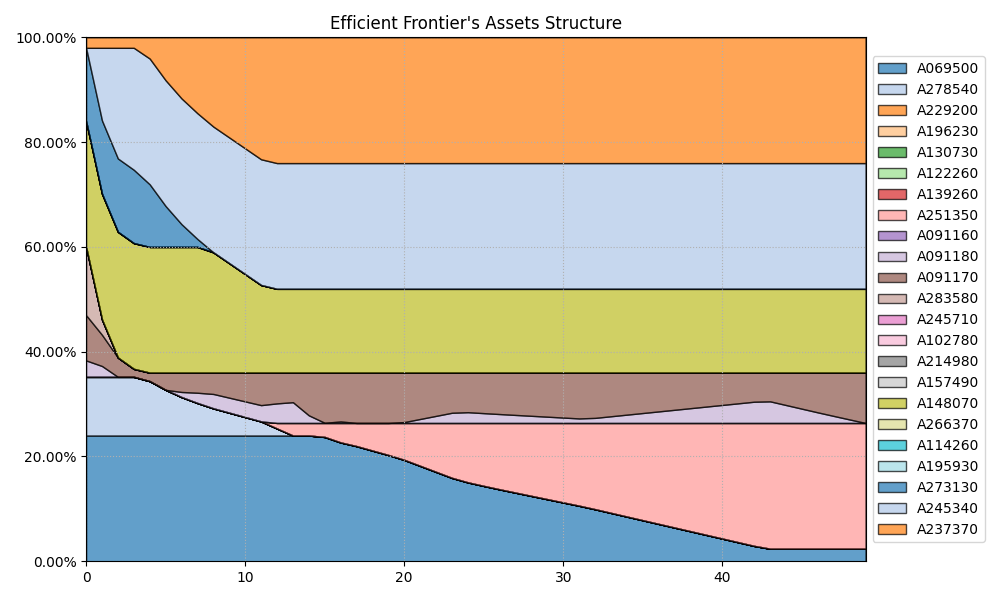 Efficient Frontier's Assets Structure
100.00%
80.00%
60.00%
40.00%
20.00%
0.00%
0
10
20
30
40
A069500
A278540
A229200
A196230
A130730
A122260
A139260
A251350
A091160
A091180
A091170
A283580
A245710
A102780
A214980
A157490
A148070
A266370
A114260
A195930
A273130
A245340
A237370